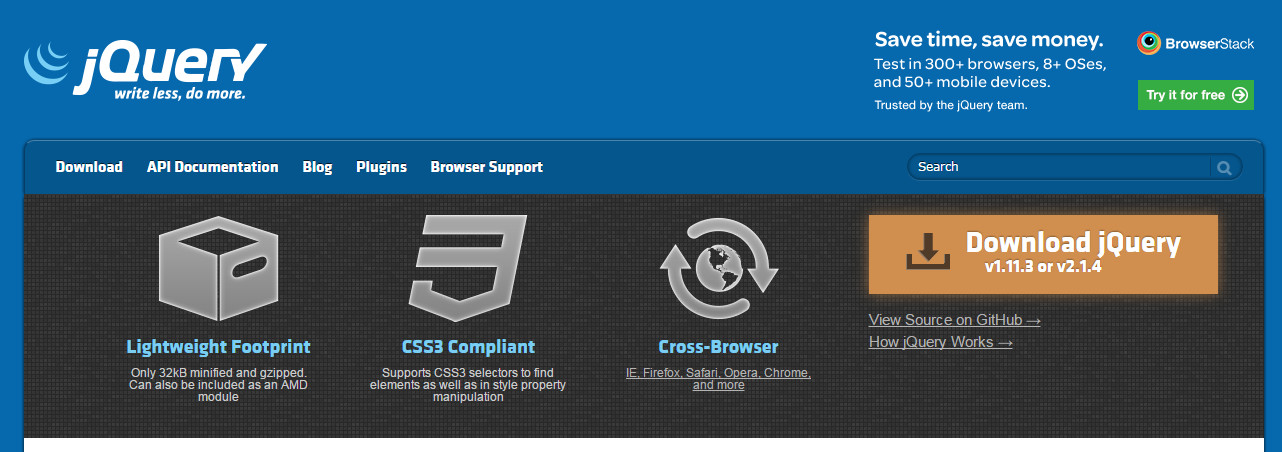 jQuery
write less, do more.
Save time, save money.
Test in 300+ browsers, 8+ OSes,
and 50+ mobile devices.
Trusted by the jQuery team.
BrowserStack
Try it for free
Download
API Documentation
Blog
Plugins
Browser Support
Search
Lightweight Footprint
Only 32kB minified and gzipped.
Can also be included as an AMD
module
CSS3 Compliant
Supports CSS3 selectors to find
elements as well as in style property
manipulation
Cross-Browser
IE, Firefox, Safari, Opera, Chrome,
and more
Download jQuery
v1.11.3 or v2.1.4
View Source on GitHub →
How jQuery Works →